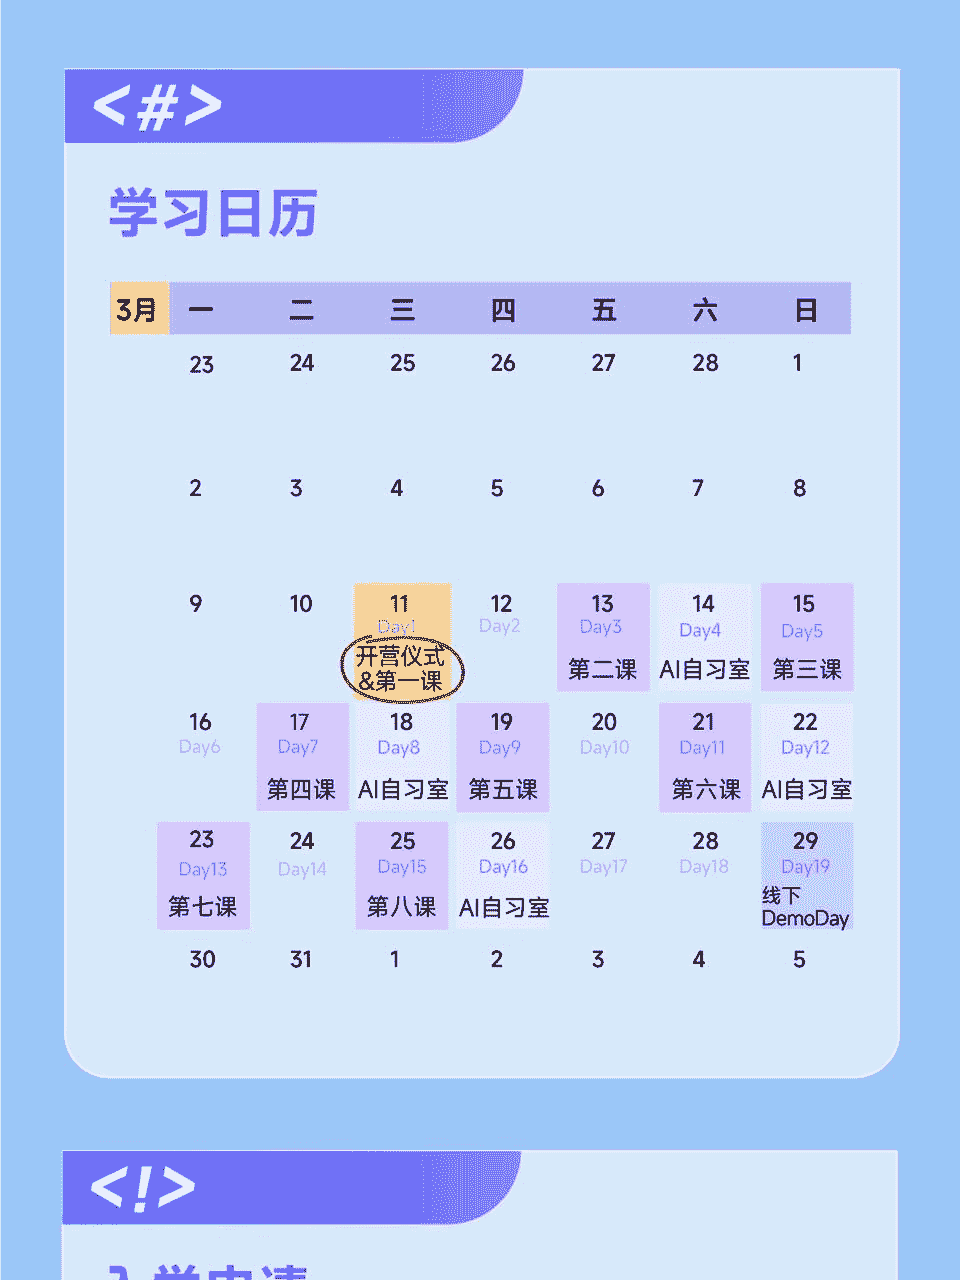 <#>
学习日历
3月 一 二 三 四 五 六 日
23 24 25 26 27 28 1
2 3 4 5 6 7 8
9 10 11 12 13 14 15
Day1 Day2 Day3 Day4 Day5
开营仪式
&第一课 第二课 AI自习室 第三课
16 17 18 19 20 21 22
Day6 Day7 Day8 Day9 Day10 Day11 Day12
第四课 AI自习室 第五课 第六课 AI自习室
23 24 25 26 27 28 29
Day13 Day14 Day15 Day16 Day17 Day18 Day19
第七课 第八课 AI自习室 线下
DemoDay
30 31 1 2 3 4 5
<!>
入学申请